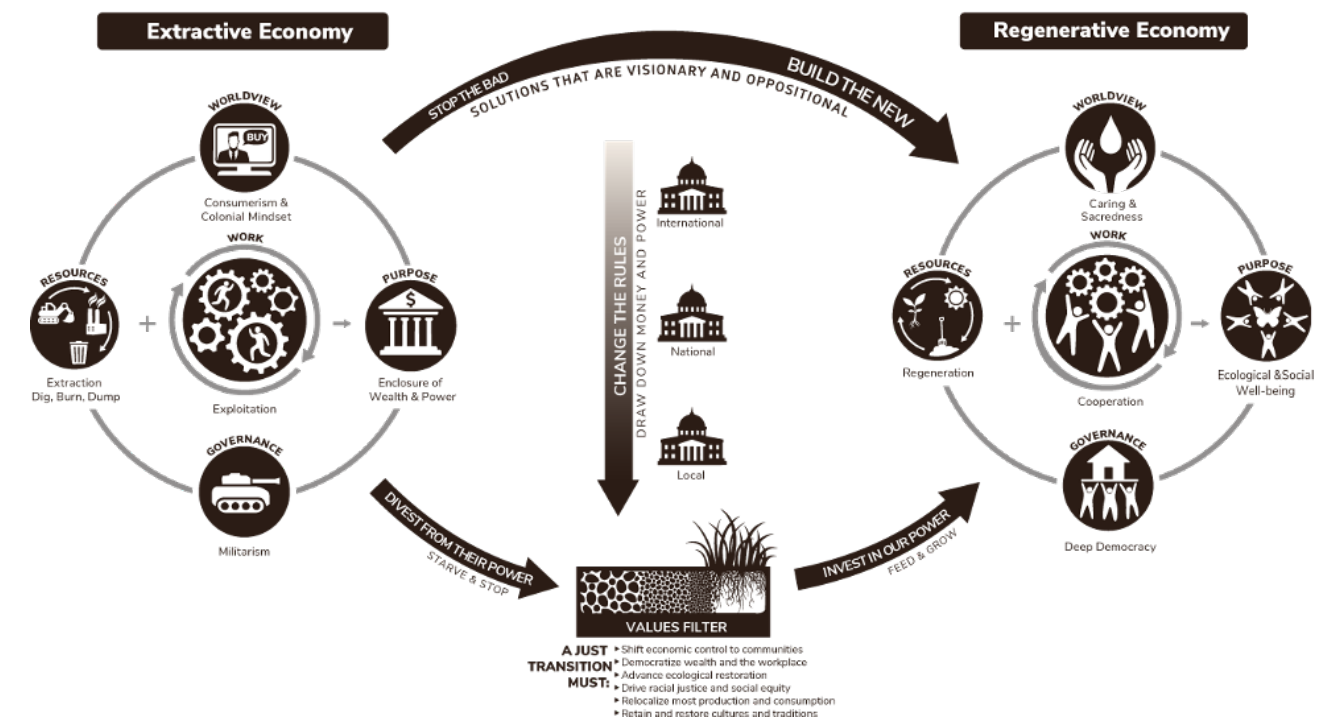 Extractive Economy
WORLDVIEW
BUY
Consumerism &
Colonial Mindset
WORK
RESOURCES
PURPOSE
$
+
Extraction
Dig, Burn, Dump
Exploitation
Enclosure of
Wealth & Power
GOVERNANCE
Militarism
STOP THE BAD
BUILD THE NEW
SOLUTIONS THAT ARE VISIONARY AND OPPOSITIONAL
CHANGE THE RULES
DRAW DOWN MONEY AND POWER
International
National
Local
DIVEST FROM THEIR POWER
STARVE & STOP
VALUES FILTER
A JUST
TRANSITION
MUST:
Shift economic control to communities
Democratize wealth and the workplace
Advance ecological restoration
Drive racial justice and social equity
Relocalize most production and consumption
Retain and restore cultures and traditions
INVEST IN OUR POWER
FEED & GROW
Regenerative Economy
WORLDVIEW
Caring &
Sacredness
WORK
RESOURCES
PURPOSE
+
Regeneration
Cooperation
Ecological &Social
Well-being
GOVERNANCE
Deep Democracy